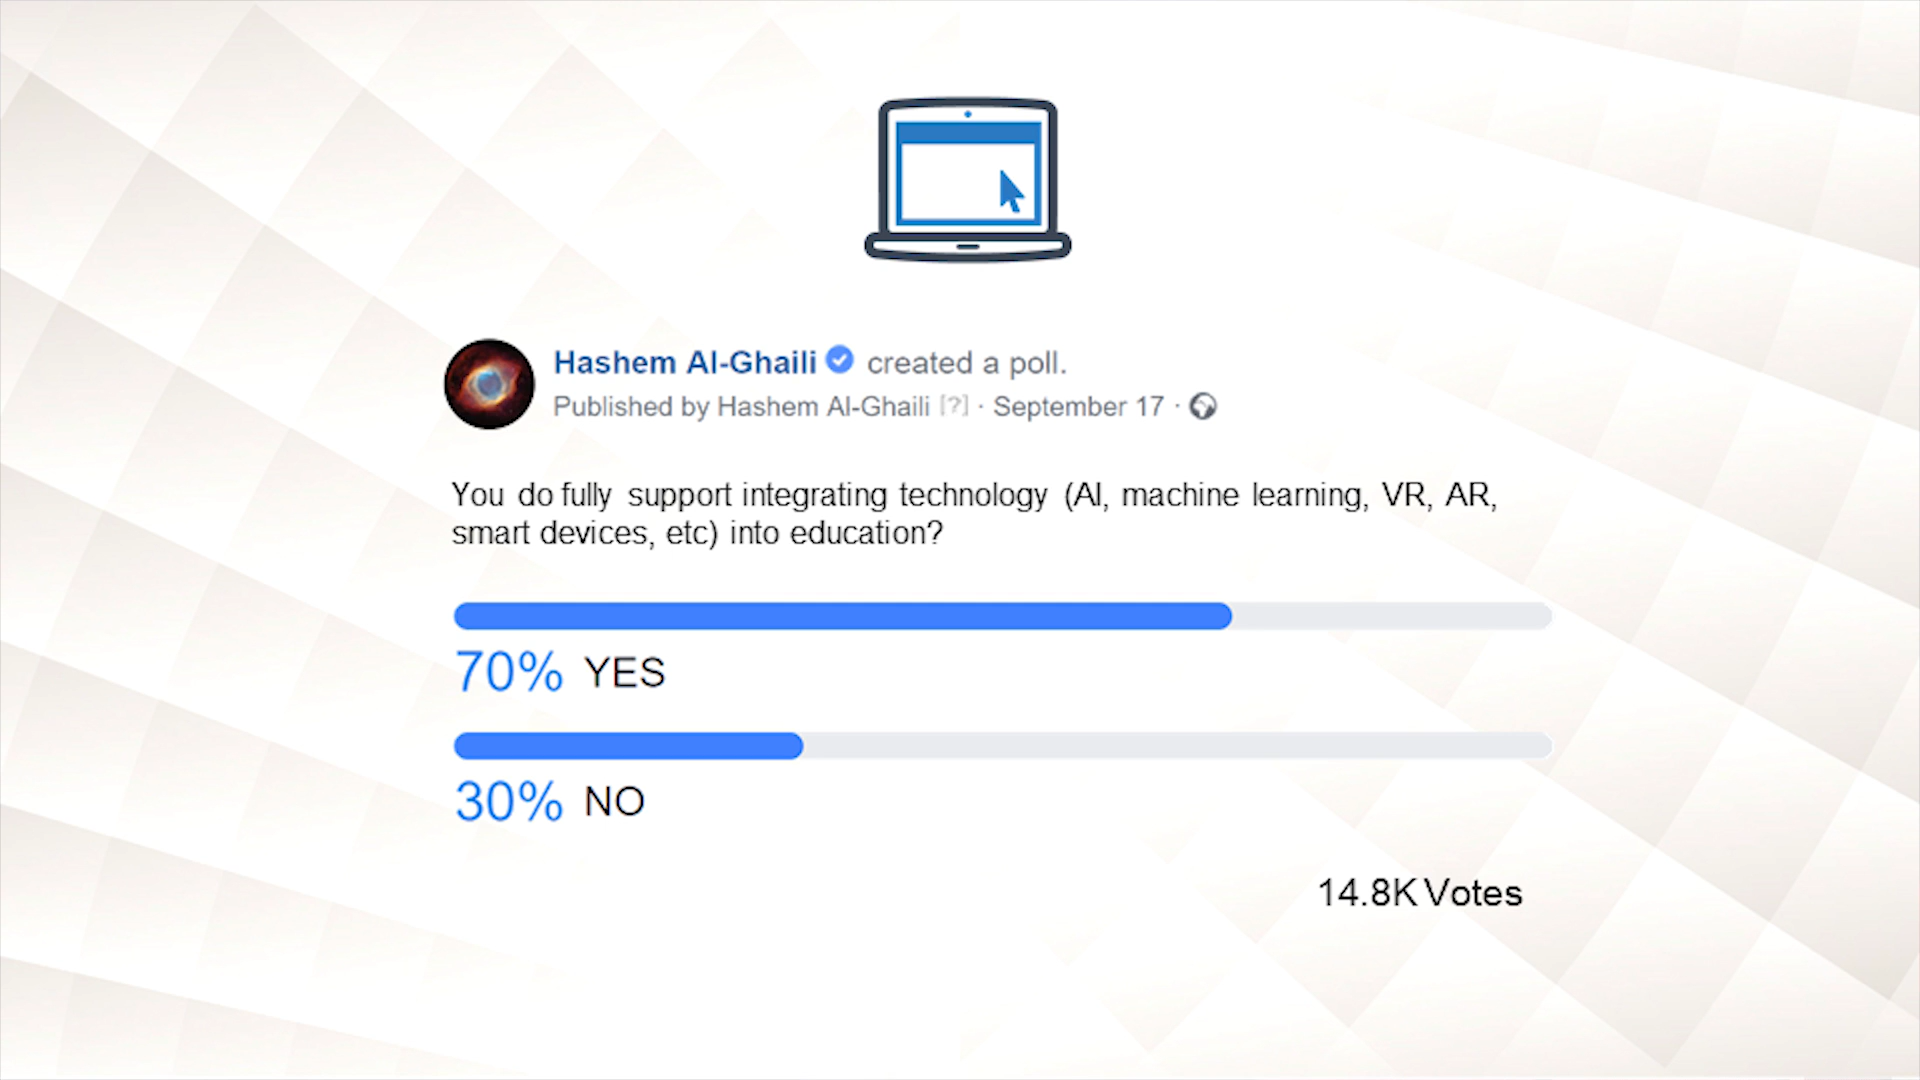 Hashem Al-Ghaili created a poll.
Published by Hashem Al-Ghaili [?] · September 17 ·
You do fully support integrating technology (AI, machine learning, VR, AR,
smart devices, etc) into education?
70% YES
30% NO
14.8K Votes